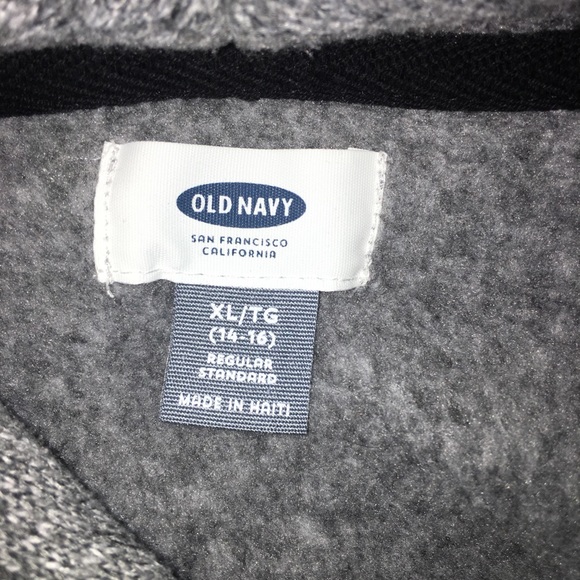 OLD NAVY
SAN FRANCISCO
CALIFORNIA
XL/TG
(14-16)
REGULAR
STANDARD
MADE IN HAITI